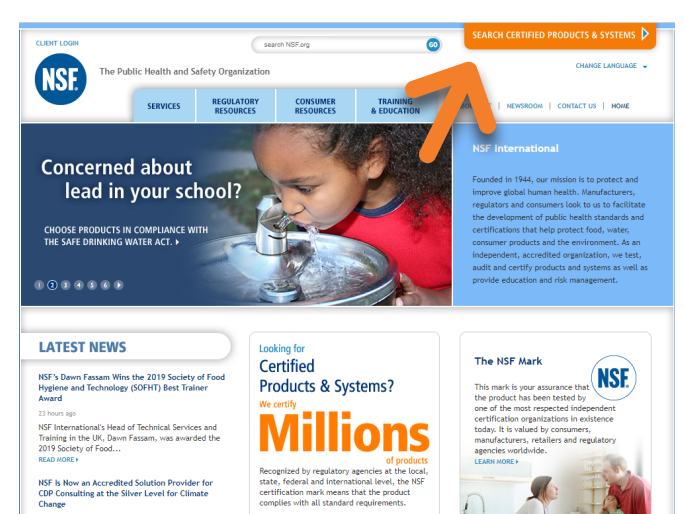 CLIENT LOGIN
search NSF.org
GO
SEARCH CERTIFIED PRODUCTS & SYSTEMS
CHANGE LANGUAGE
NSF.
The Public Health and Safety Organization
SERVICES
REGULATORY
RESOURCES
CONSUMER
RESOURCES
TRAINING
& EDUCATION
| NEWSROOM | CONTACT US | HOME
Concerned about
lead in your school?
CHOOSE PRODUCTS IN COMPLIANCE WITH
THE SAFE DRINKING WATER ACT.
1 2 3 4 5 6
NSF International
Founded in 1944, our mission is to protect and
improve global human health. Manufacturers,
regulators and consumers look to us to facilitate
the development of public health standards and
certifications that help protect food, water,
consumer products and the environment. As an
independent, accredited organization, we test,
audit and certify products and systems as well as
provide education and risk management.
LATEST NEWS
NSF's Dawn Fassam Wins the 2019 Society of Food
Hygiene and Technology (SOFHT) Best Trainer
Award
23 hours ago
NSF International's Head of Technical Services and
Training in the UK, Dawn Fassam, was awarded the
2019 Society of Food...
READ MORE
NSF Is Now an Accredited Solution Provider for
CDP Consulting at the Silver Level for Climate
Change
Looking for
Certified
Products & Systems?
We certify
Millions
of products
Recognized by regulatory agencies at the local,
state, federal and international level, the NSF
certification mark means that the product
complies with all standard requirements.
The NSF Mark
NSF.
This mark is your assurance that
the product has been tested by
one of the most respected independent
certification organizations in existence
today. It is valued by consumers,
manufacturers, retailers and regulatory
agencies worldwide.
LEARN MORE